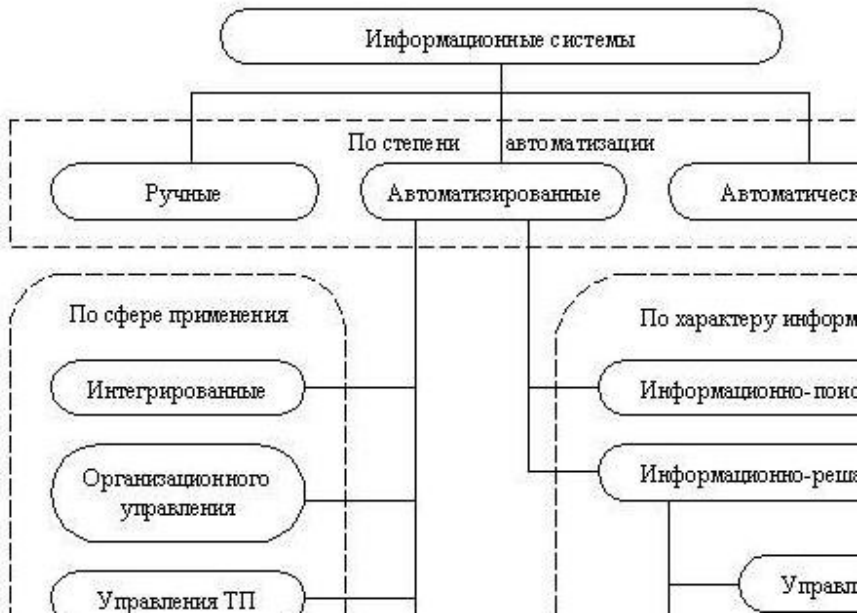 Информационные системы
По степени автоматизации
Ручные
Автоматизированные
Автоматическ
По сфере применения
По характеру информ
Интегрированные
Информационно-поис
Организационного
управления
Информационно-реша
Управления ТП
Управл